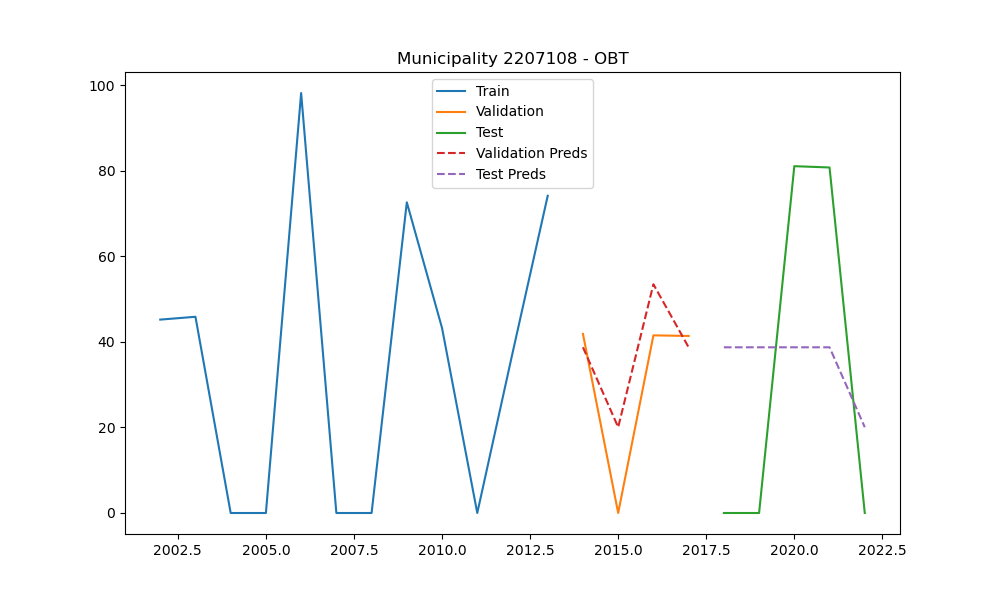 Municipality 2207108 - OBT
Train
Validation
Test
Validation Preds
Test Preds
100
80
60
40
20
0
2002.5 2005.0 2007.5 2010.0 2012.5 2015.0 2017.5 2020.0 2022.5